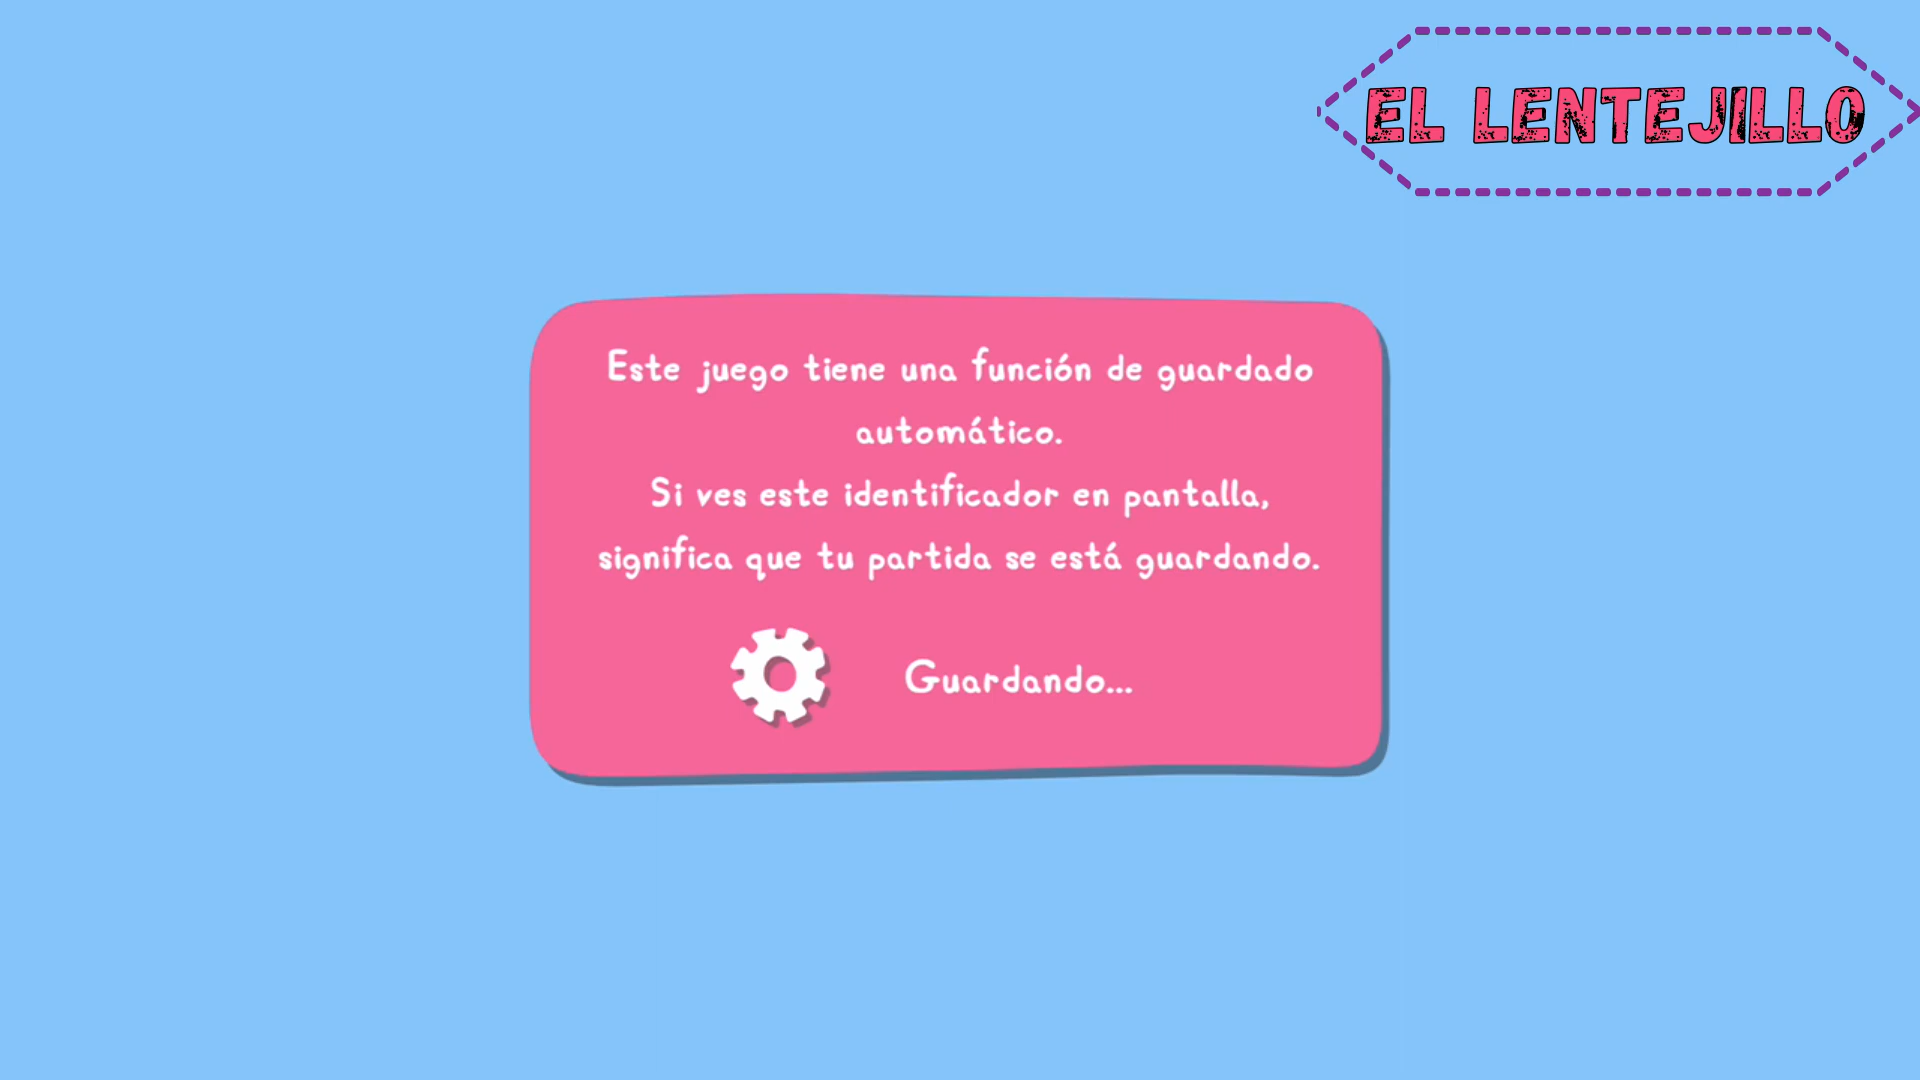 EL LENTEJILLO
Este juego tiene una función de guardado
automático.
Si ves este identificador en pantalla,
significa que tu partida se está guardando.
Guardando...